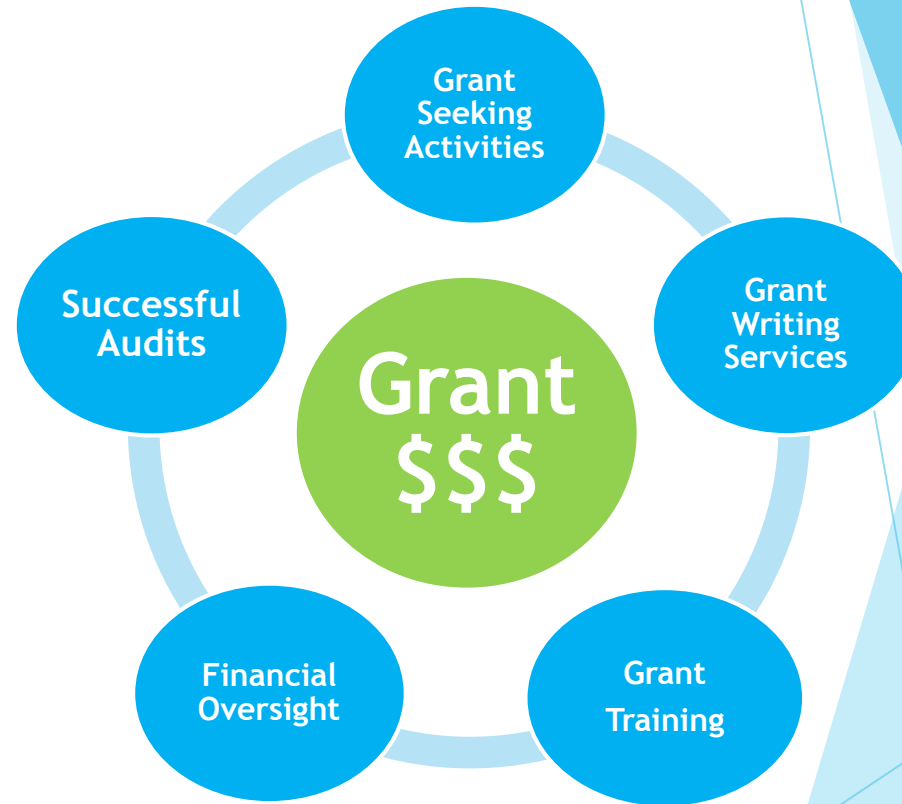 Grant
Seeking
Activities
Grant
Writing
Services
Grant
Training
Financial
Oversight
Successful
Audits
Grant
$$$